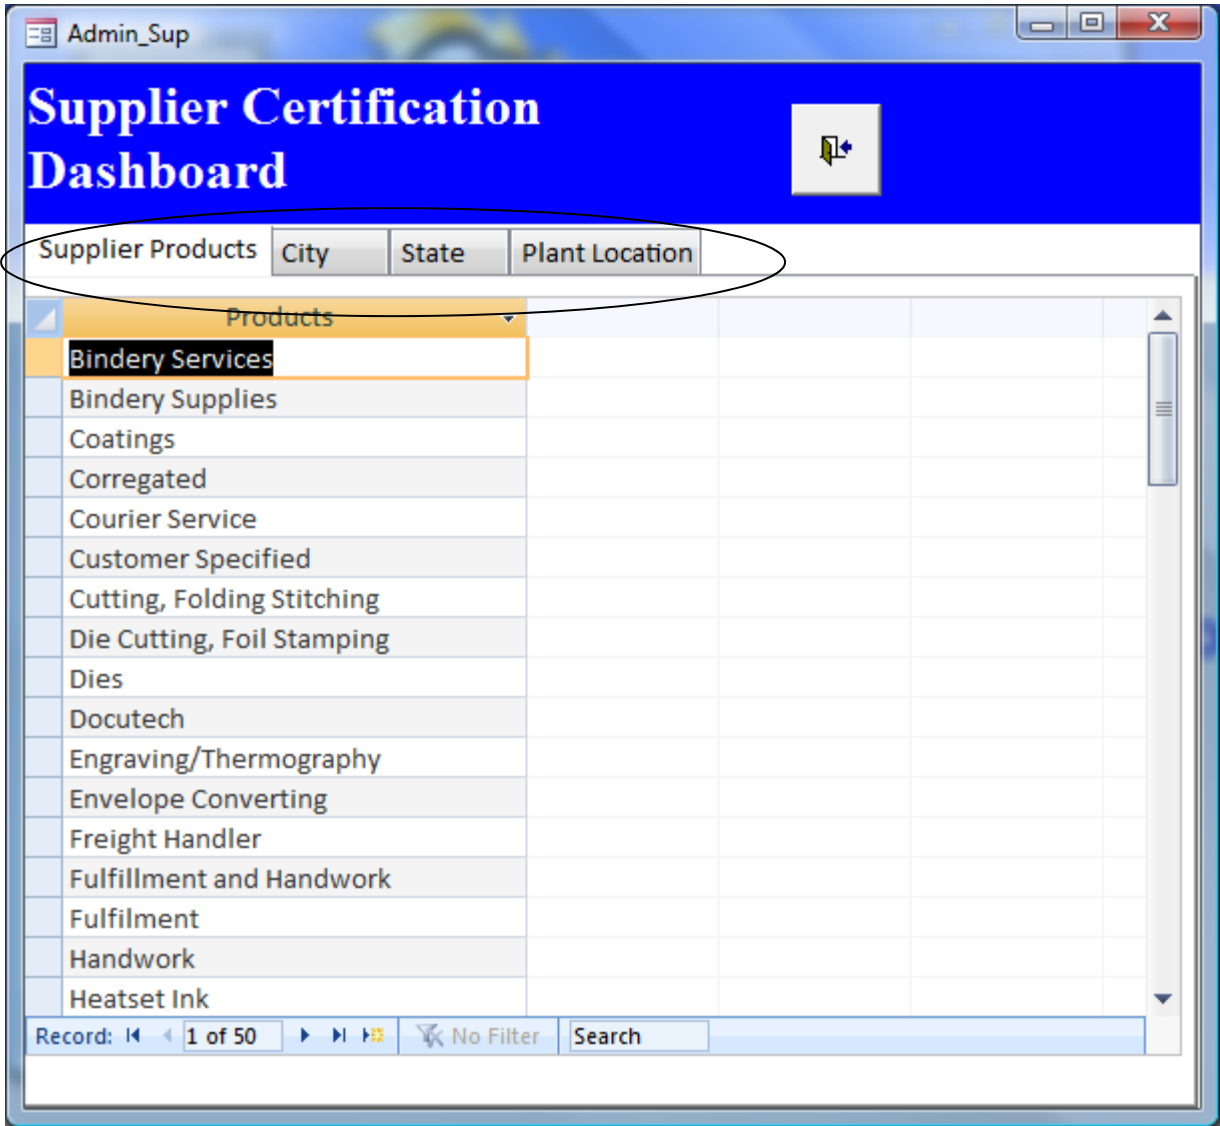 Admin_Sup
Supplier Certification
Dashboard
Supplier Products City State Plant Location
Products
Bindery Services
Bindery Supplies
Coatings
Corregated
Courier Service
Customer Specified
Cutting, Folding Stitching
Die Cutting, Foil Stamping
Dies
Docutech
Engraving/Thermography
Envelope Converting
Freight Handler
Fulfillment and Handwork
Fulfilment
Handwork
Heatset Ink
Record: 1 of 50 No Filter Search